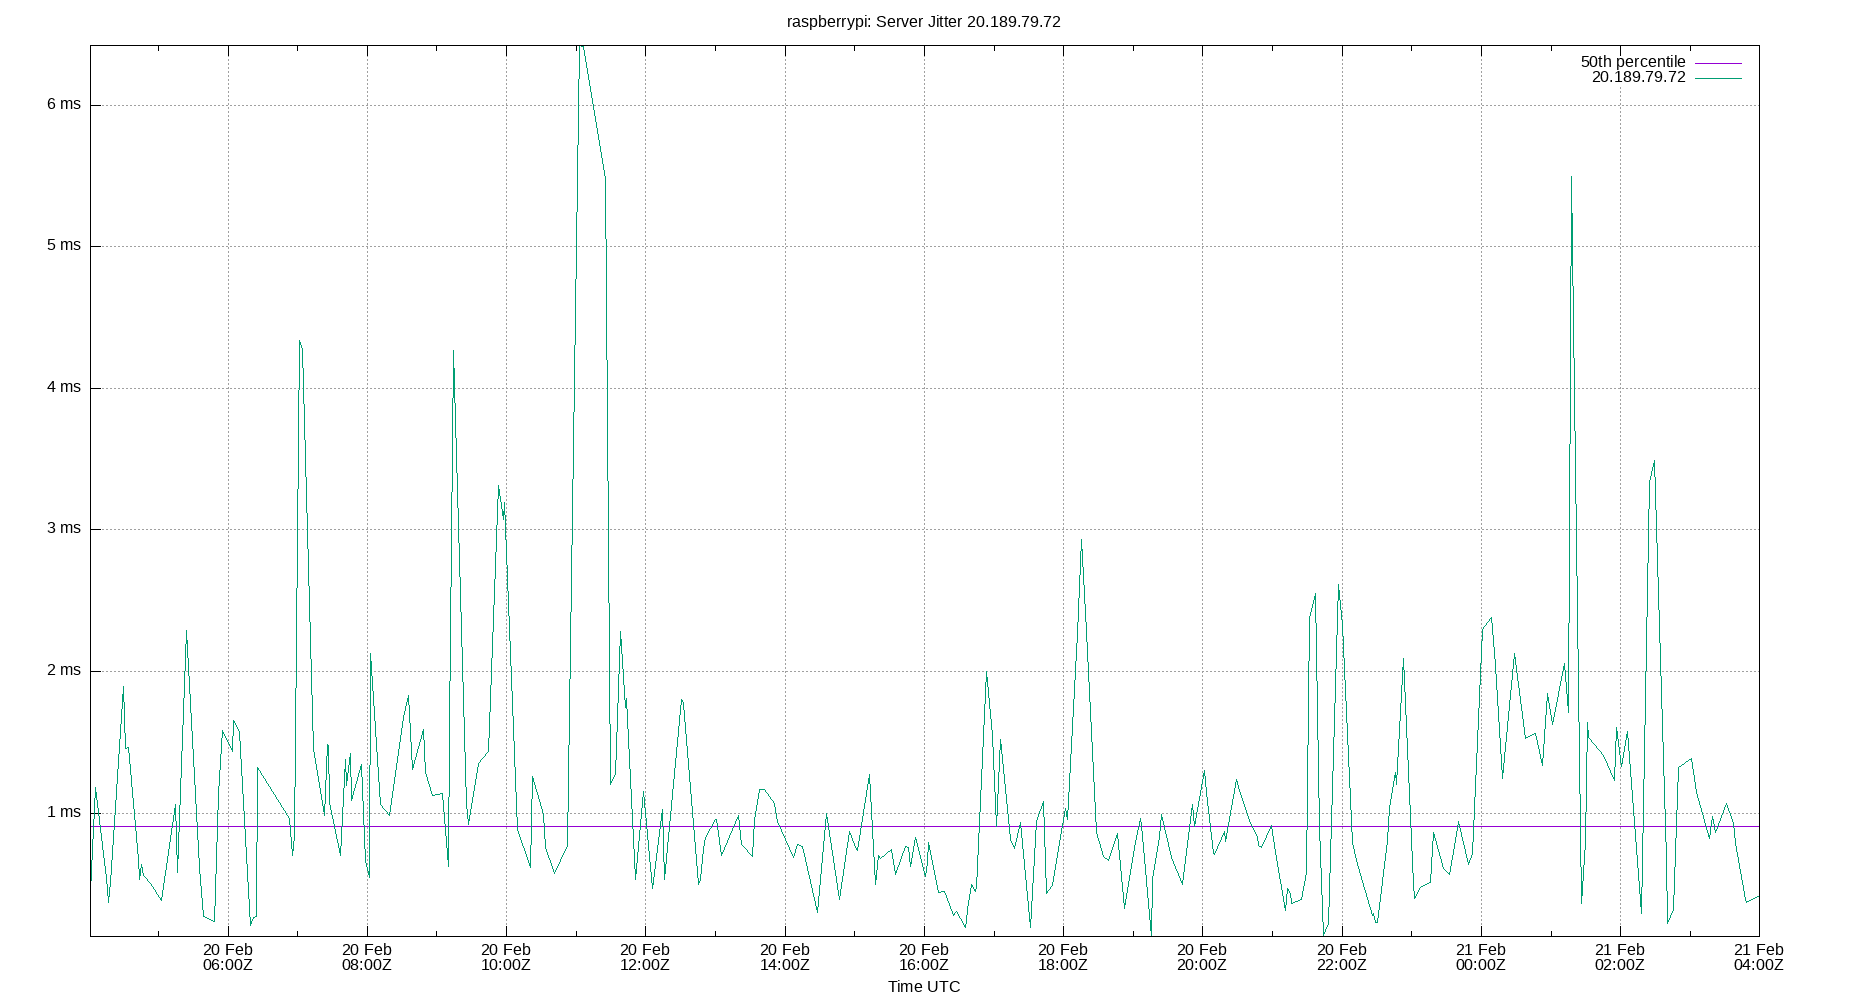 raspberrypi: Server Jitter 20.189.79.72
50th percentile
20.189.79.72
6 ms
5 ms
4 ms
3 ms
2 ms
1 ms
20 Feb 20 Feb 20 Feb 20 Feb 20 Feb 20 Feb 20 Feb 20 Feb 20 Feb 21 Feb 21 Feb 21 Feb
06:00Z 08:00Z 10:00Z 12:00Z 14:00Z 16:00Z 18:00Z 20:00Z 22:00Z 00:00Z 02:00Z 04:00Z
Time UTC